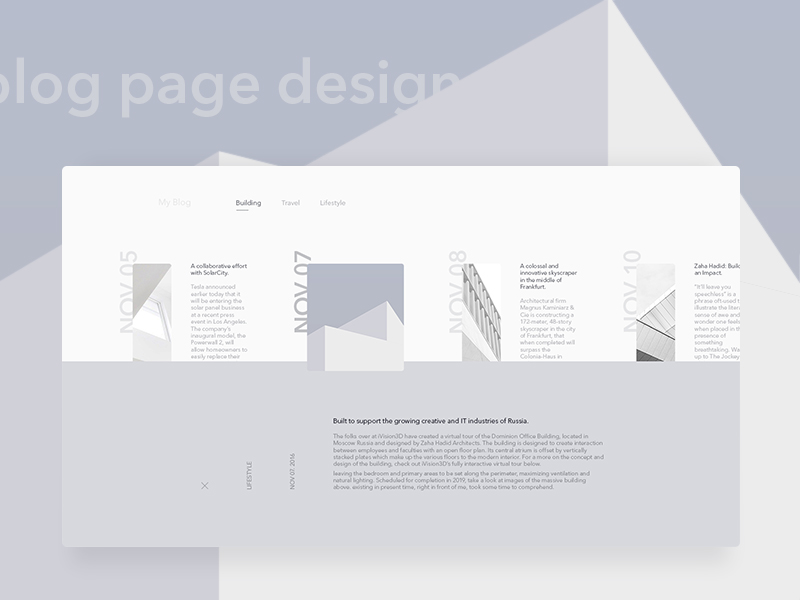 blog page design
My Blog
Building
Travel
Lifestyle
NOV.05
A collaborative effort
with SolarCity.
Tesla announced
earlier today that it
will be entering the
solar panel business
at a recent press
event in Los Angeles.
The company's
inaugural model, the
Powerwall 2, will
allow homeowners to
easily replace their
NOV.07
NOV.08
A colossal and
innovative skyscraper
in the middle of
Frankfurt.
Architectural firm
Magnus Kaminiarz &
Cie is constructing a
172-meter, 48-story
skyscraper in the city
of Frankfurt, that
when completed will
surpass the
Colonia-Haus in
NOV.10
Zaha Hadid:
an Impact.
"It'll leave you
speechless" is a
phrase oft-used
illustrate the
sense of awe and
wonder one
when placed in
presence of
something
breathtaking.
up to The Jockey
Built to support the growing creative and IT industries of Russia.
The folks over at iVision3D have created a virtual tour of the Dominion Office Building, located in
Moscow Russia and designed by Zaha Hadid Architects. The building is designed to create interaction
between employees and faculties with an open floor plan. Its central atrium is offset by vertically
stacked plates which make up the various floors to the modern interior. For a more on the concept and
design of the building, check out iVision3D's fully interactive virtual tour below.
leaving the bedroom and primary areas to be set along the perimeter, maximizing ventilation and
natural lighting. Scheduled for completion in 2019, take a look at images of the massive building
above. existing in present time, right in front of me, took some time to comprehend.
LIFESTYLE
NOV.07. 2016